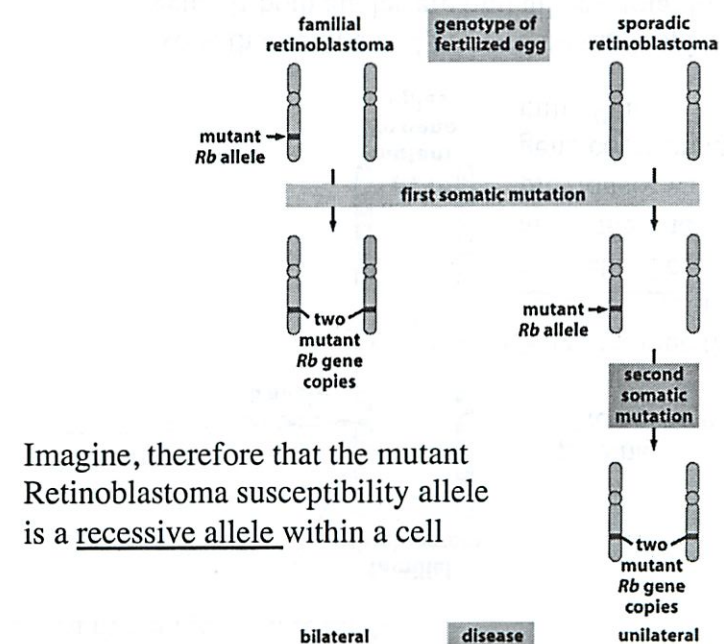 familial
retinoblastoma
genotype of
fertilized egg
sporadic
retinoblastoma
mutant
Rb allele
first somatic mutation
two
mutant
Rb gene
copies
mutant
Rb allele
second
somatic
mutation
Imagine, therefore that the mutant
Retinoblastoma susceptibility allele
is a recessive allele within a cell
two
mutant
Rb gene
copies
bilateral
disease
unilateral